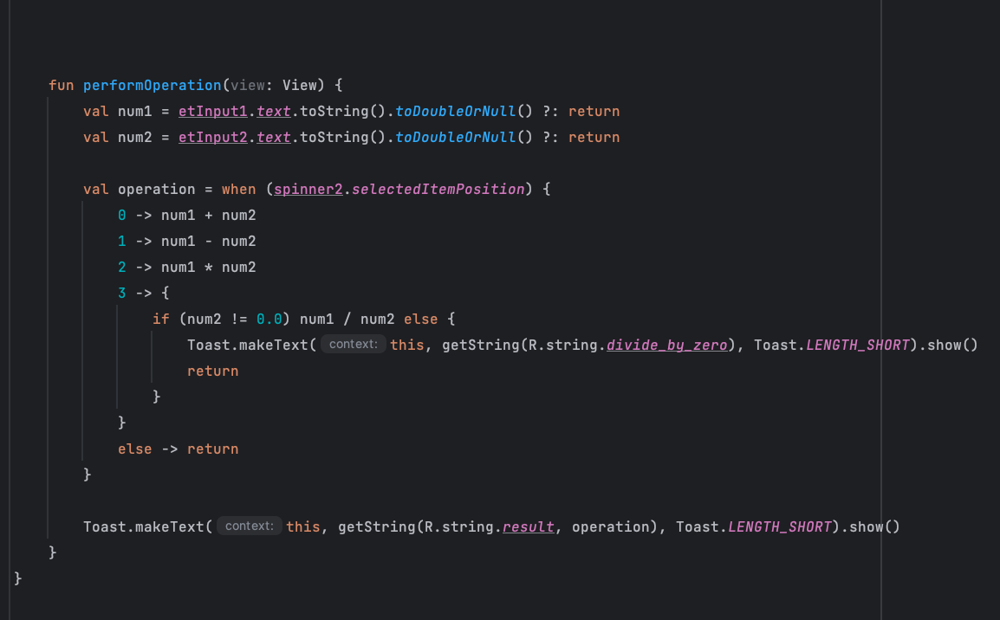 fun performOperation(view: View) {
val num1 = etInput1.text.toString().toDoubleOrNull() ?: return
val num2 = etInput2.text.toString().toDoubleOrNull() ?: return
val operation = when (spinner2.selectedItemPosition) {
0 -> num1 + num2
1 -> num1 - num2
2 -> num1 * num2
3 -> {
if (num2 != 0.0) num1 / num2 else {
Toast.makeText( context: this, getString(R.string.divide_by_zero), Toast.LENGTH_SHORT).show()
return
}
}
else -> return
}
Toast.makeText( context: this, getString(R.string.result, operation), Toast.LENGTH_SHORT).show()
}
}